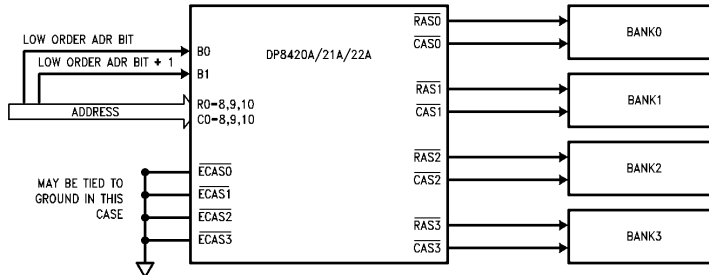 LOW ORDER ADR BIT
LOW ORDER ADR BIT + 1
ADDRESS
MAY BE TIED TO
GROUND IN THIS
CASE
DP8420A/21A/22A
B0
B1
R0-8,9,10
C0-8,9,10
ECAS0
ECAS1
ECAS2
ECAS3
RAS0
CAS0
RAS1
CAS1
RAS2
CAS2
RAS3
CAS3
BANK0
BANK1
BANK2
BANK3